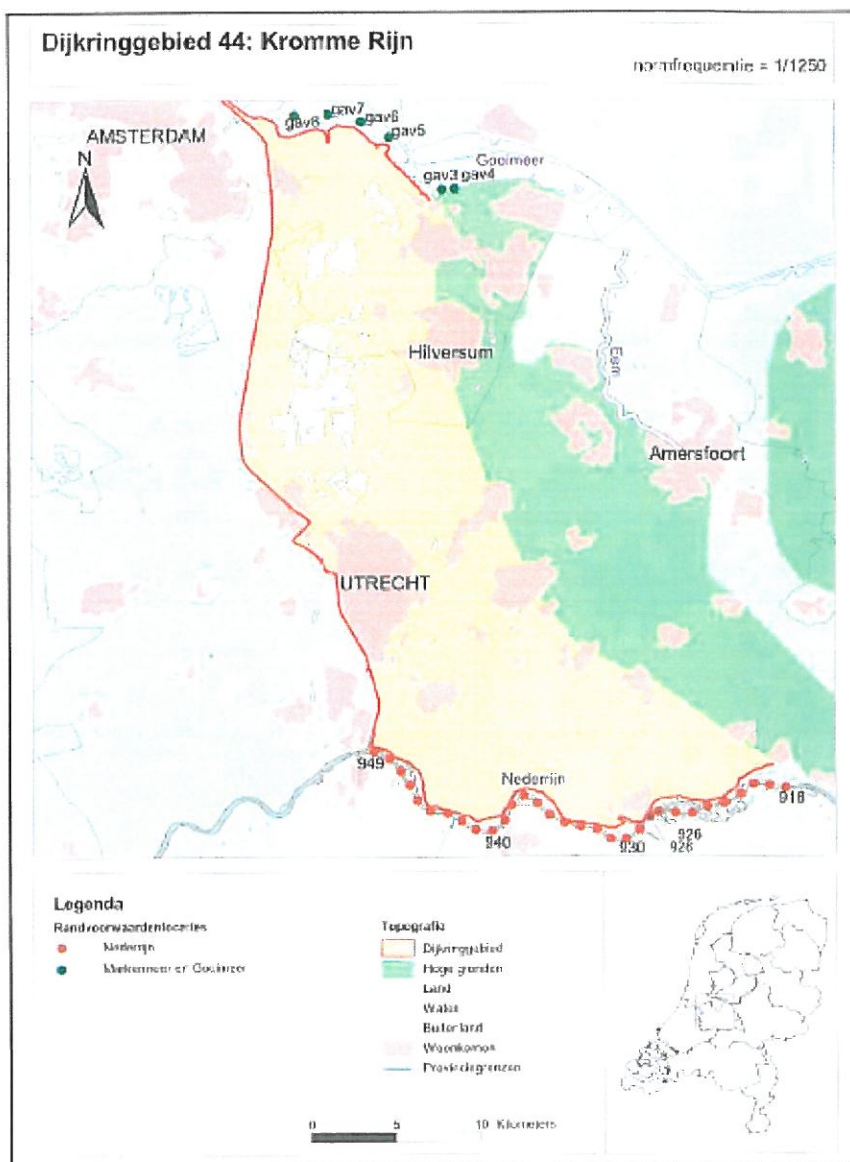 Dijkringgebied 44: Kromme Rijn
normfrequentie = 1/1250
AMSTERDAM
N
gav8
gav7
gav6
gav5
Gooimeer
gav3 gav4
Hilversum
Eem
Amersfoort
UTRECHT
949
Nederrijn
918
940
930
926
926
Legenda
Randvoorwaardenlocaties
Nederrijn
Markermeer en Gooimeer
Topografie
Dijkringgebied
Hoge gronden
Land
Water
Buitenland
Woonkernen
Provinciegrenzen
0 5 10 Kilometers